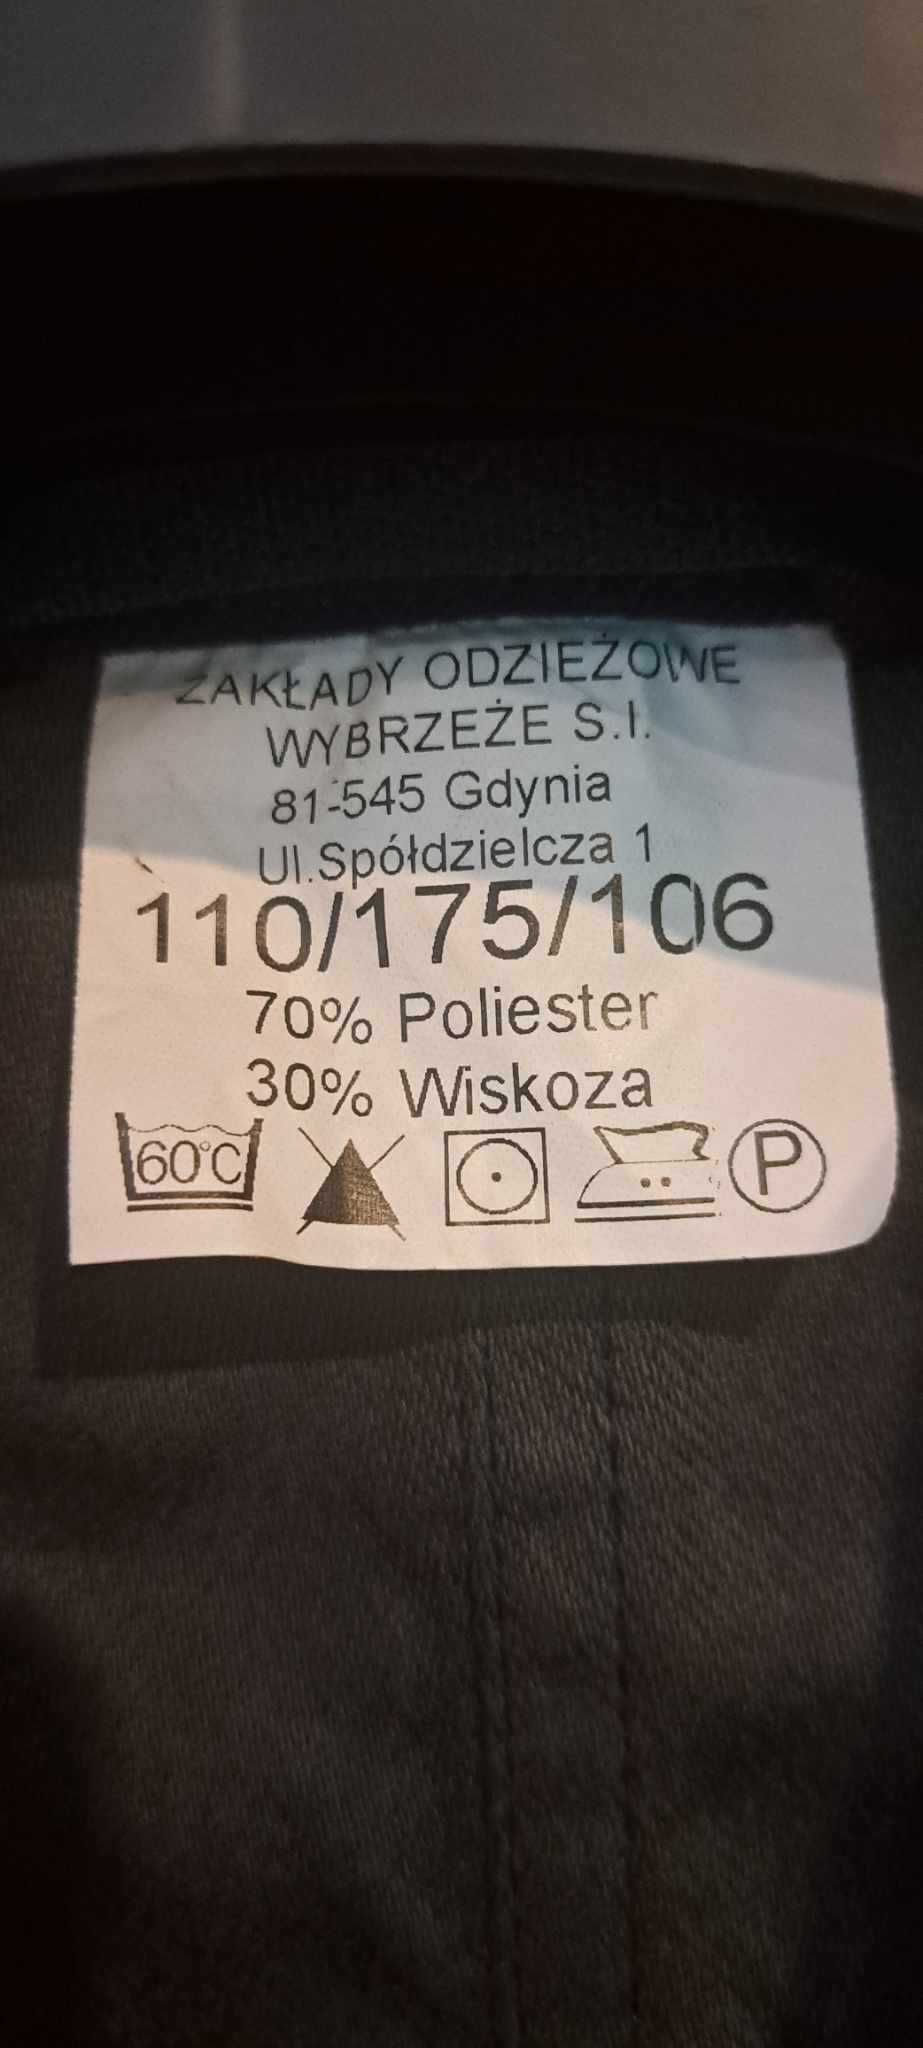 ZAKŁADY ODZIEŻOWE
WYBRZEŻE S.I.
81-545 Gdynia
Ul.Spółdzielcza 1
110/175/106
70% Poliester
30% Wiskoza
60°C P